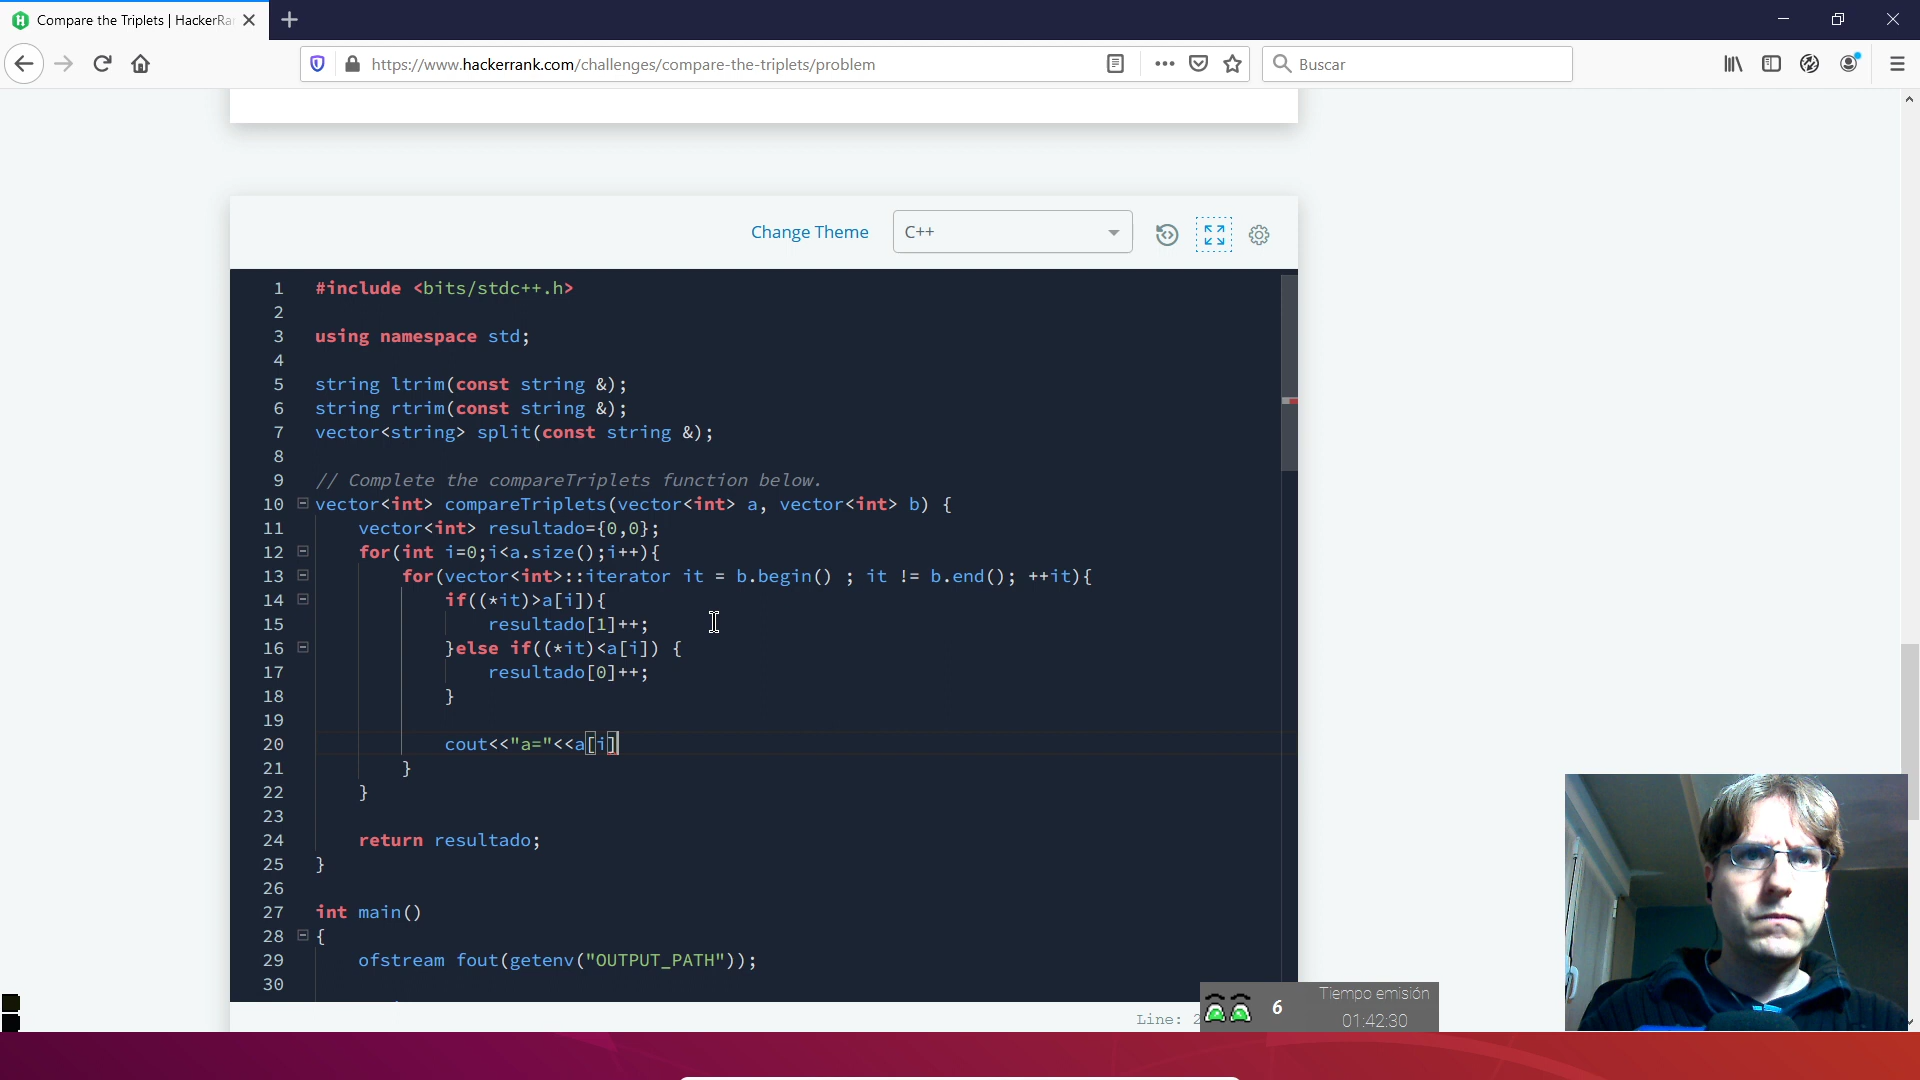 Compare the Triplets | HackerRa
https://www.hackerrank.com/challenges/compare-the-triplets/problem
Buscar
Change Theme
C++
1 #include <bits/stdc++.h>
2
3 using namespace std;
4
5 string ltrim(const string &);
6 string rtrim(const string &);
7 vector<string> split(const string &);
8
9 // Complete the compareTriplets function below.
10 vector<int> compareTriplets(vector<int> a, vector<int> b) {
11 vector<int> resultado={0,0};
12 for(int i=0;i<a.size();i++){
13 for(vector<int>::iterator it = b.begin() ; it != b.end(); ++it){
14 if((*it)>a[i]){
15 resultado[1]++;
16 }else if((*it)<a[i]) {
17 resultado[0]++;
18 }
19
20 cout<<"a="<<a[i]
21 }
22 }
23
24 return resultado;
25 }
26
27 int main()
28 {
29 ofstream fout(getenv("OUTPUT_PATH"));
30
Line: 2
6
Tiempo emisión
01:42:30